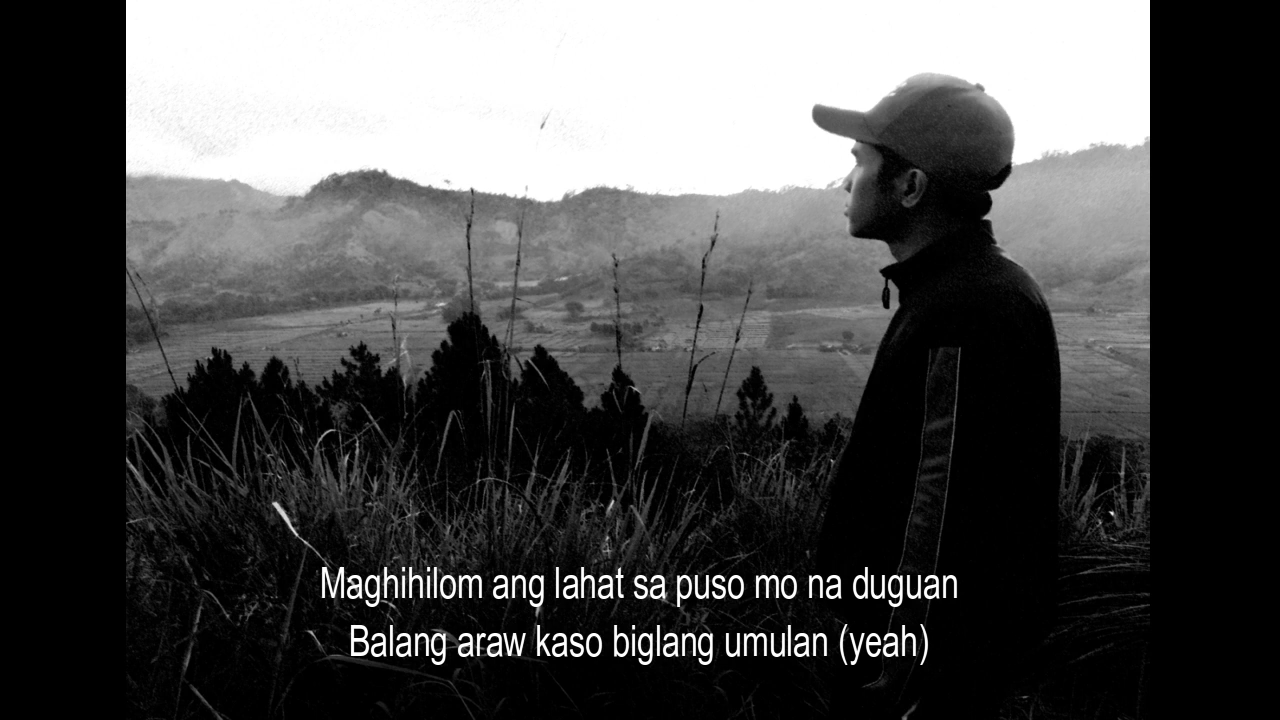 Maghihilom ang lahat sa puso mo na duguan
Balang araw kaso biglang umulan (yeah)